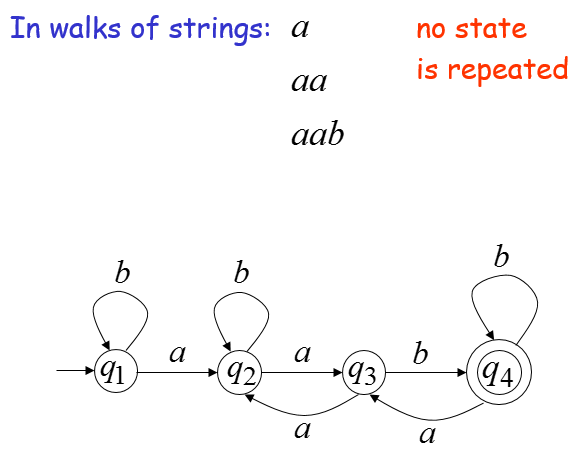 In walks of strings: a no state
aa is repeated
aab
b b b
a a b
q1 q2 q3 q4
a a